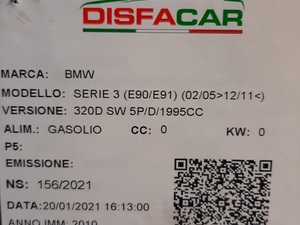 DISFACAR
MARCA: BMW
MODELLO: SERIE 3 (E90/E91) (02/05>12/11<)
VERSIONE: 320D SW 5P/D/1995CC
ALIM.: GASOLIO CC: 0 KW: 0
P5:
EMISSIONE:
NS: 156/2021
DATA:20/01/2021 16:13:00
ANNO IMM: 2010